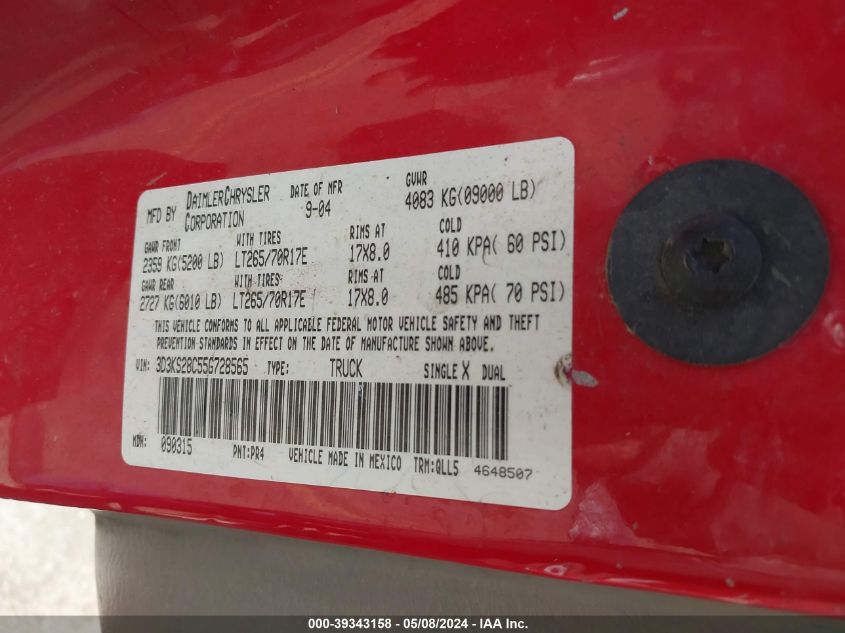 MFD BY DAIMLERCHRYSLER CORPORATION DATE OF MFR 9-04 GVWR 4083 KG(09000 LB)
GAWR FRONT WITH TIRES RIMS AT COLD
2359 KG(5200 LB) LT265/70R17E 17X8.0 410 KPA( 60 PSI)
GAWR REAR WITH TIRES RIMS AT COLD
2727 KG(6010 LB) LT265/70R17E 17X8.0 485 KPA( 70 PSI)
THIS VEHICLE CONFORMS TO ALL APPLICABLE FEDERAL MOTOR VEHICLE SAFETY AND THEFT
PREVENTION STANDARDS IN EFFECT ON THE DATE OF MANUFACTURE SHOWN ABOVE.
VIN: 3D3KS28C55G728565 TYPE: TRUCK SINGLE X DUAL
MDH: 090315 PNT:PR4 VEHICLE MADE IN MEXICO TRM:QLL5 4648507
000-39343158 - 05/08/2024 - IAA Inc.